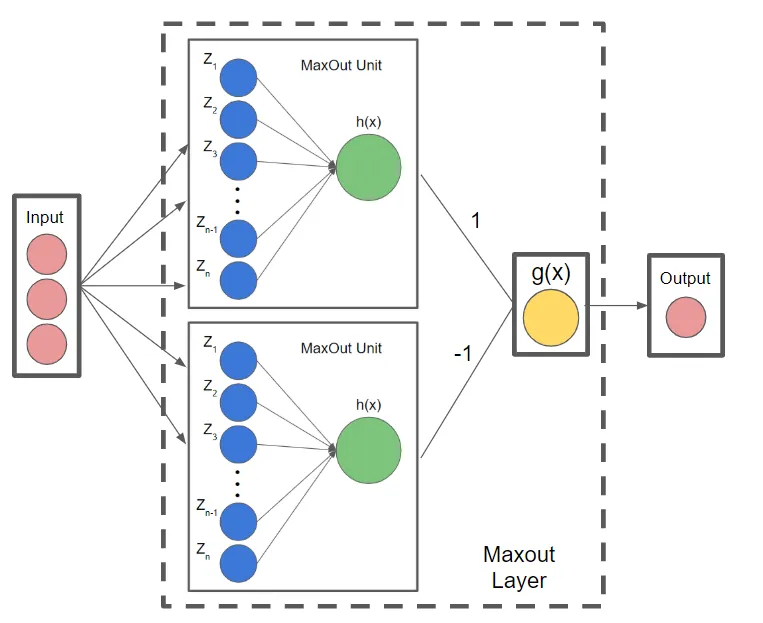 Input
MaxOut Unit
Z1
Z2
Z3
Zn-1
Zn
h(x)
MaxOut Unit
Z1
Z2
Z3
Zn-1
Zn
h(x)
1
-1
g(x)
Output
Maxout
Layer